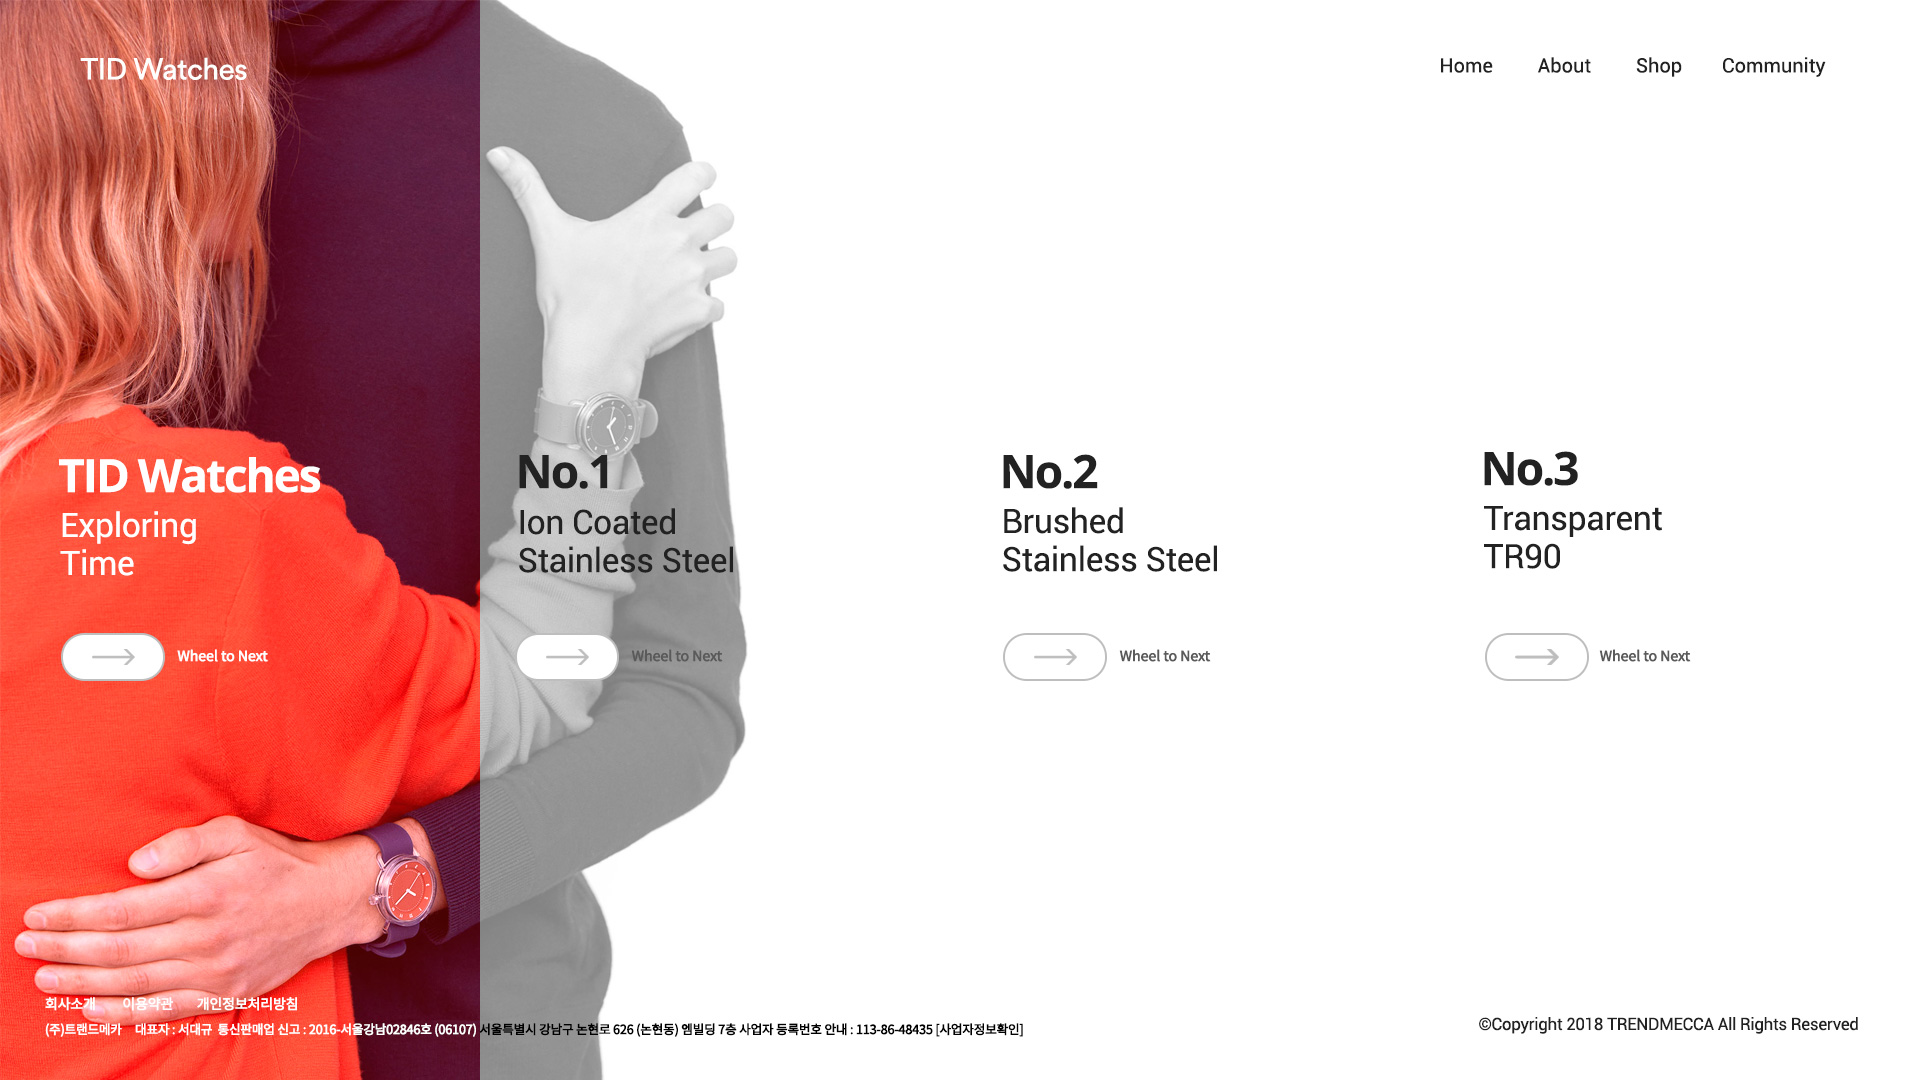 TID Watches
Home
About
Shop
Community
TID Watches
Exploring
Time
Wheel to Next
No.1
Ion Coated
Stainless Steel
Wheel to Next
No.2
Brushed
Stainless Steel
Wheel to Next
No.3
Transparent
TR90
Wheel to Next
회사소개 이용약관 개인정보처리방침
(주)트랜드메카 대표자 : 서대규 통신판매업 신고 : 2016-서울강남02846호 (06107) 서울특별시 강남구 논현로 626 (논현동) 엠빌딩 7층 사업자 등록번호 안내 : 113-86-48435 [사업자정보확인]
©Copyright 2018 TRENDMECCA All Rights Reserved